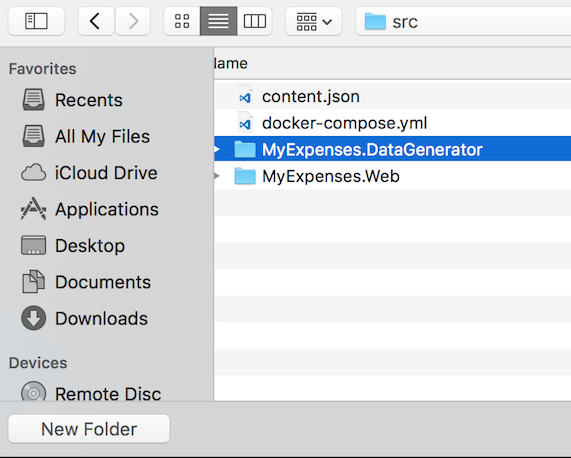 src
Favorites
Recents
All My Files
iCloud Drive
Applications
Desktop
Documents
Downloads
Devices
Remote Disc
New Folder
lame
content.json
docker-compose.yml
MyExpenses.DataGenerator
MyExpenses.Web